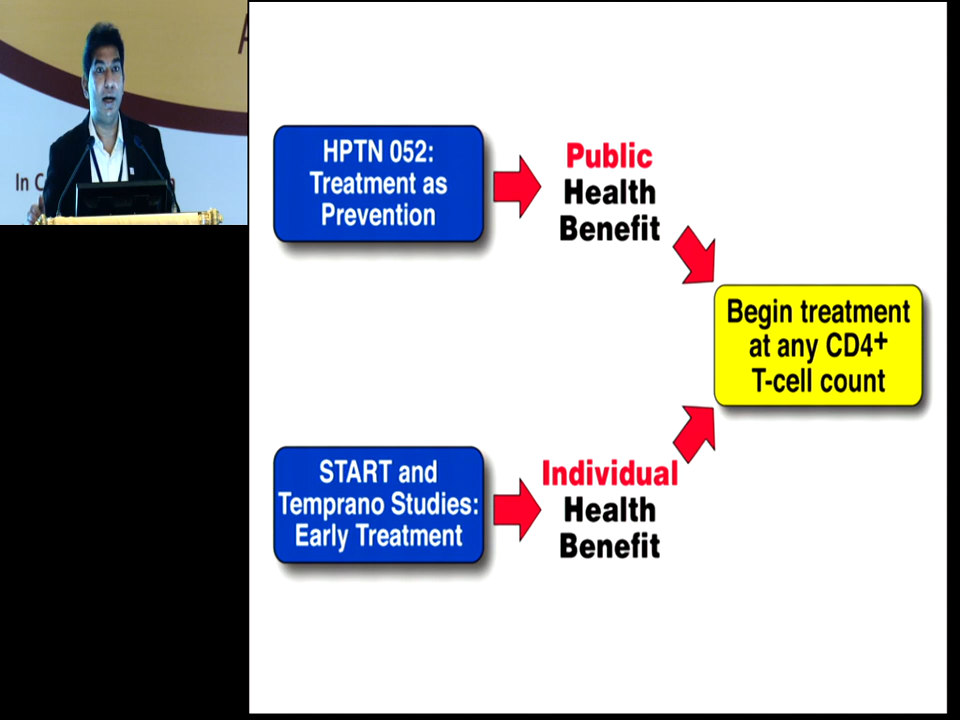 HPTN 052:
Treatment as
Prevention
Public
Health
Benefit
Begin treatment
at any CD4+
T-cell count
START and
Temprano Studies:
Early Treatment
Individual
Health
Benefit
In